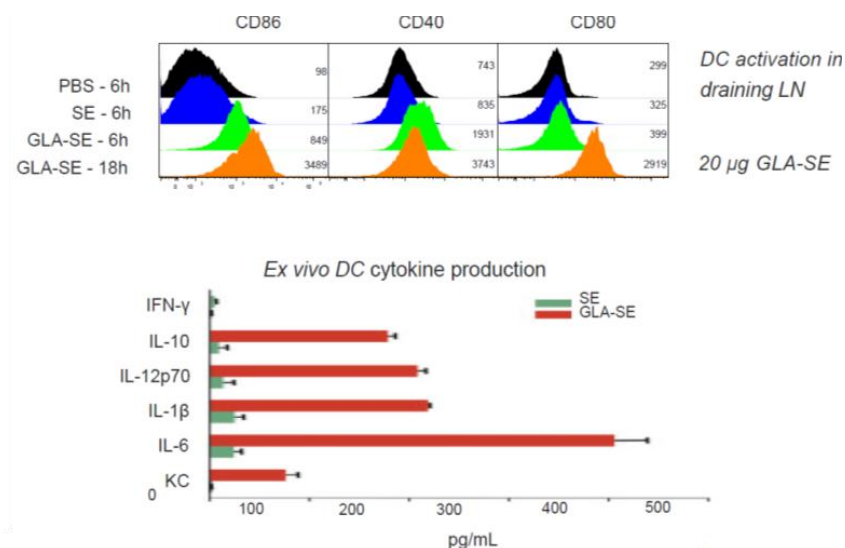 CD86 CD40 CD80
PBS - 6h 98 743 299 DC activation in
draining LN
SE - 6h 175 835 325
GLA-SE - 6h 849 1931 399
GLA-SE - 18h 3489 3743 2919 20 µg GLA-SE
Ex vivo DC cytokine production
IFN-γ SE
GLA-SE
IL-10
IL-12p70
IL-1β
IL-6
KC
0 100 200 300 400 500
pg/mL